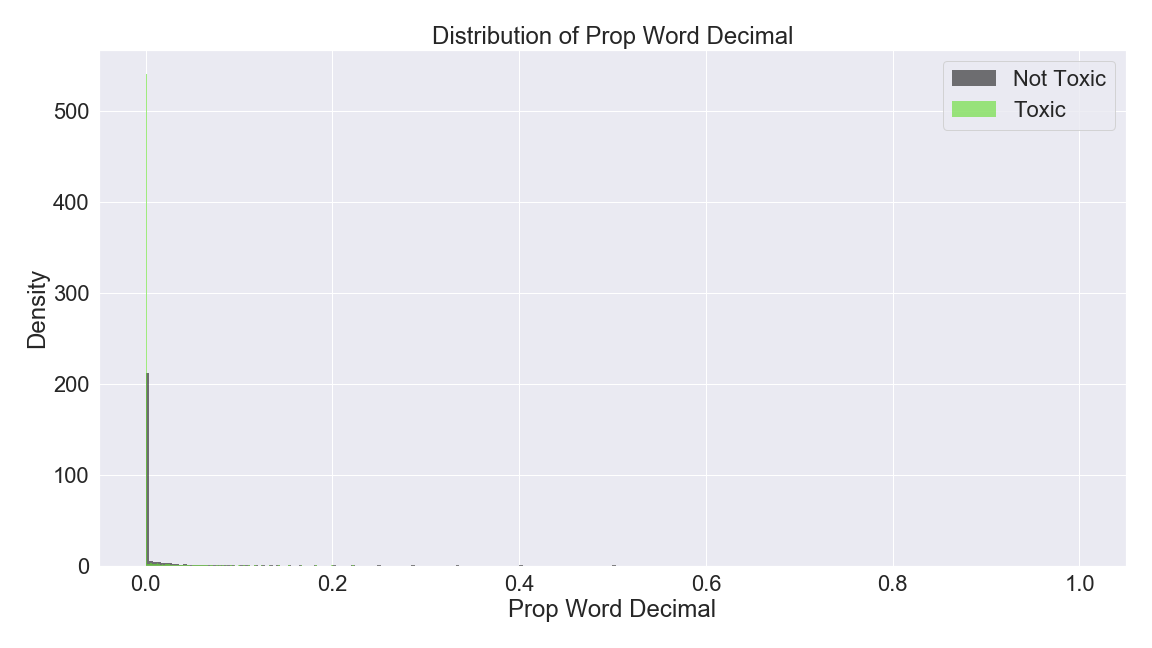 Distribution of Prop Word Decimal
Not Toxic
Toxic
500
400
300
200
100
0
Density
0.0 0.2 0.4 0.6 0.8 1.0
Prop Word Decimal